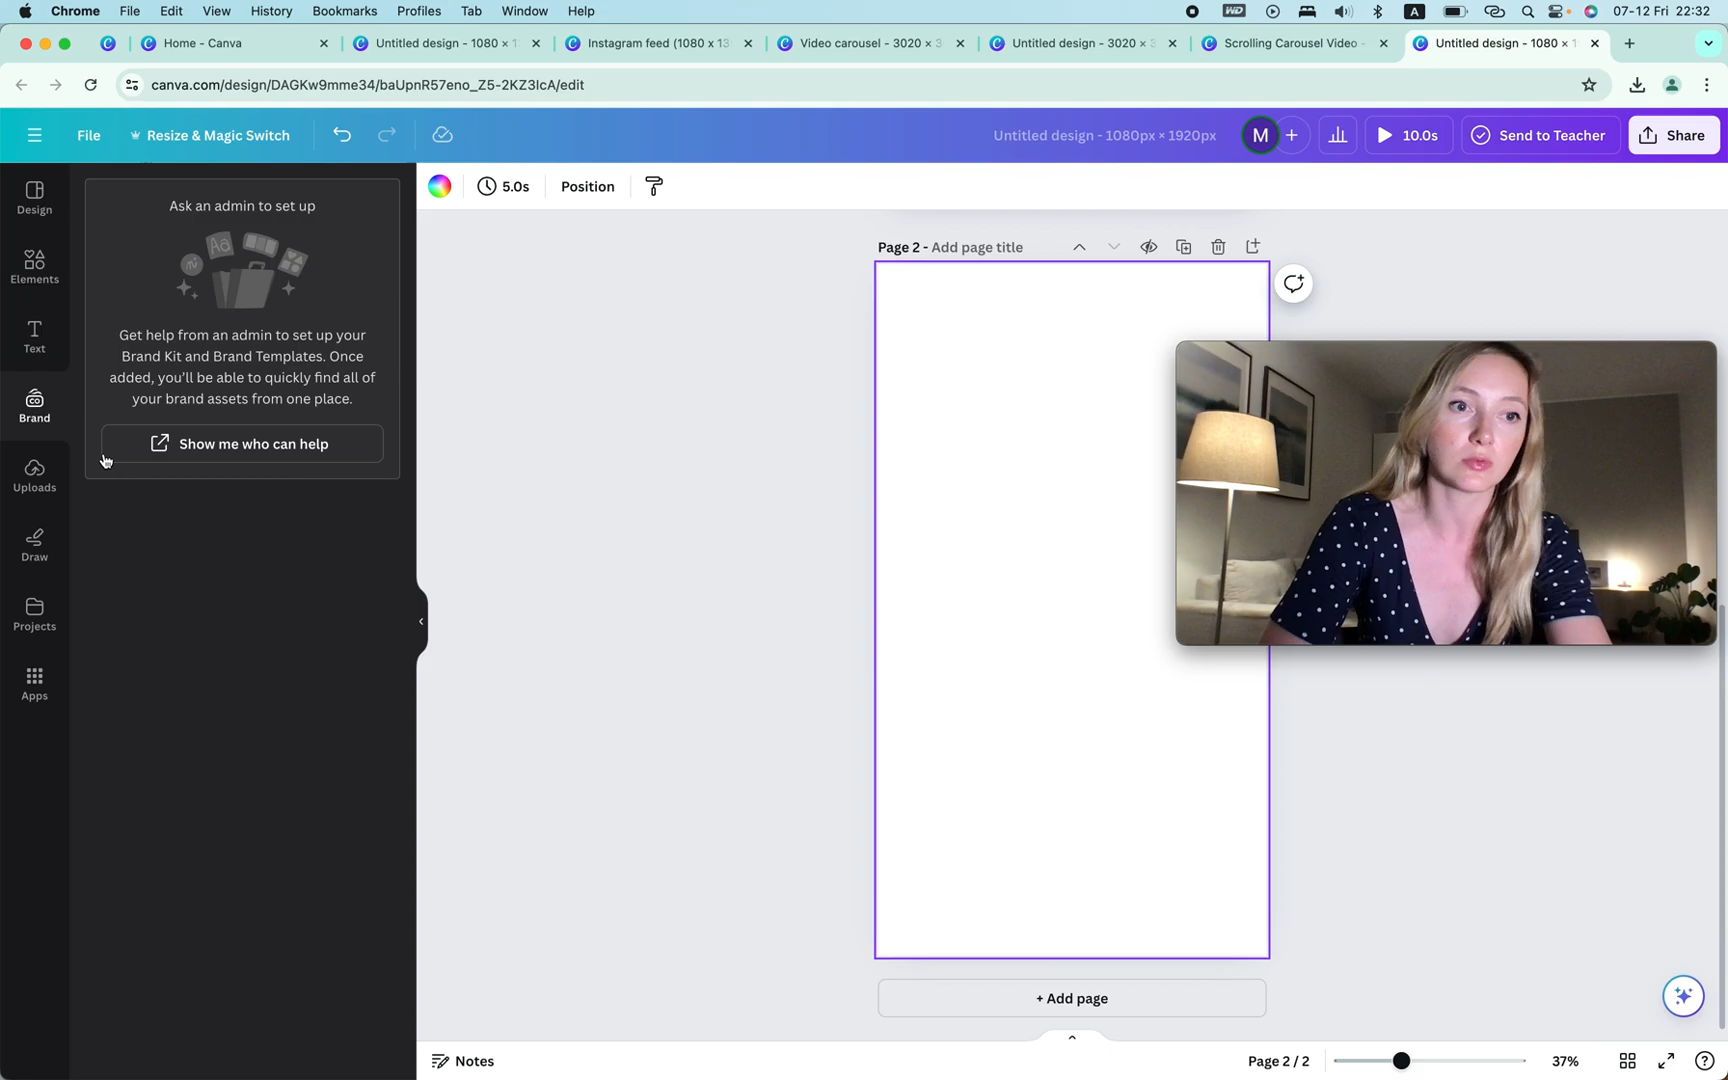 Chrome File Edit View History Bookmarks Profiles Tab Window Help A 07-12 Fri 22:32
Home - Canva Untitled design - 1080 × 1 Instagram feed (1080 x 13 Video carousel - 3020 × 3 Untitled design - 3020 × 3 Scrolling Carousel Video - Untitled design - 1080 × 1
canva.com/design/DAGKw9mme34/baUpnR57eno_Z5-2KZ3IcA/edit
File Resize & Magic Switch Untitled design - 1080px × 1920px M 10.0s Send to Teacher Share
5.0s Position
Design
Elements
Text
Brand
Uploads
Draw
Projects
Apps
Ask an admin to set up
Aa
Get help from an admin to set up your
Brand Kit and Brand Templates. Once
added, you'll be able to quickly find all of
your brand assets from one place.
Show me who can help
Page 2 - Add page title
+ Add page
Notes Page 2 / 2 37%